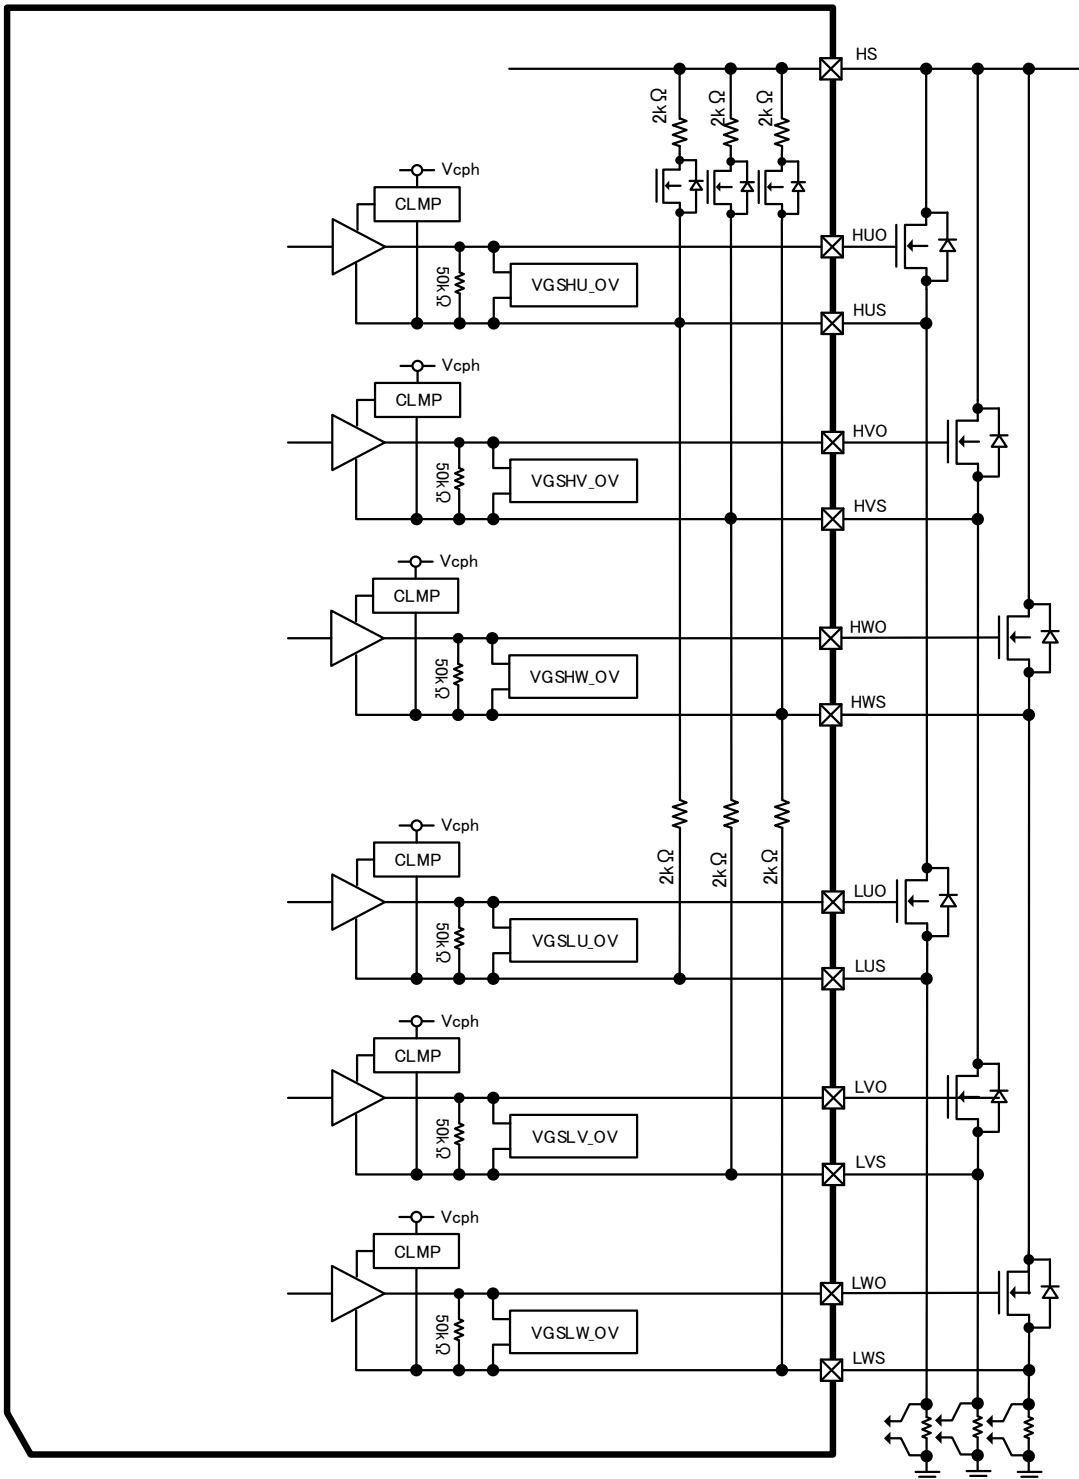 HS
2kΩ
2kΩ
2kΩ
Vcph
CLMP
HUO
50kΩ
VGSHU_OV
HUS
Vcph
CLMP
HVO
50kΩ
VGSHV_OV
HVS
Vcph
CLMP
HWO
50kΩ
VGSHW_OV
HWS
2kΩ
2kΩ
2kΩ
Vcph
CLMP
LUO
50kΩ
VGSLU_OV
LUS
Vcph
CLMP
LVO
50kΩ
VGSLV_OV
LVS
Vcph
CLMP
LWO
50kΩ
VGSLW_OV
LWS